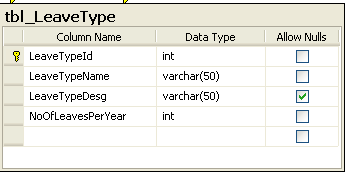 tbl_LeaveType
Column Name Data Type Allow Nulls
LeaveTypeId int
LeaveTypeName varchar(50)
LeaveTypeDesg varchar(50)
NoOfLeavesPerYear int